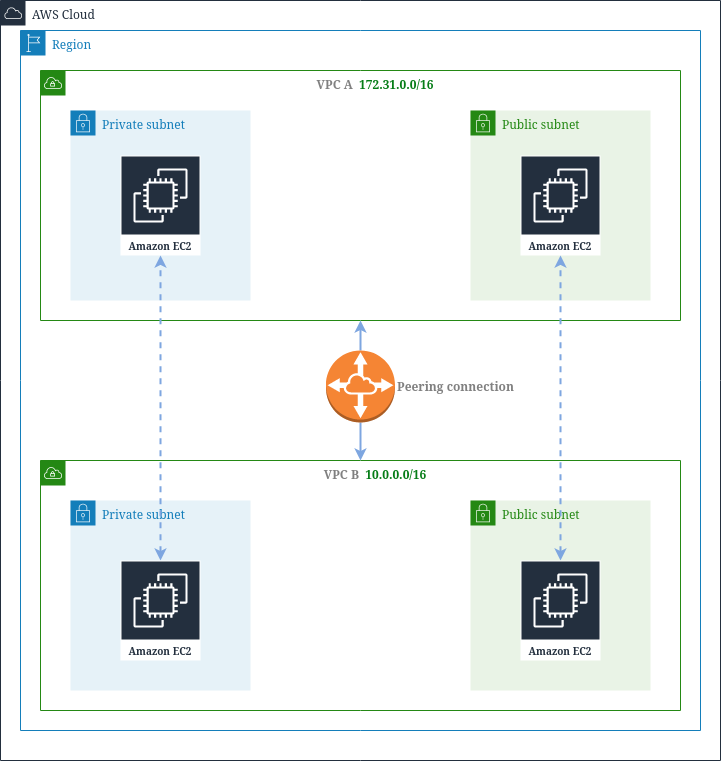 AWS Cloud
Region
VPC A 172.31.0.0/16
Private subnet
Public subnet
Amazon EC2
Amazon EC2
Peering connection
VPC B 10.0.0.0/16
Private subnet
Public subnet
Amazon EC2
Amazon EC2